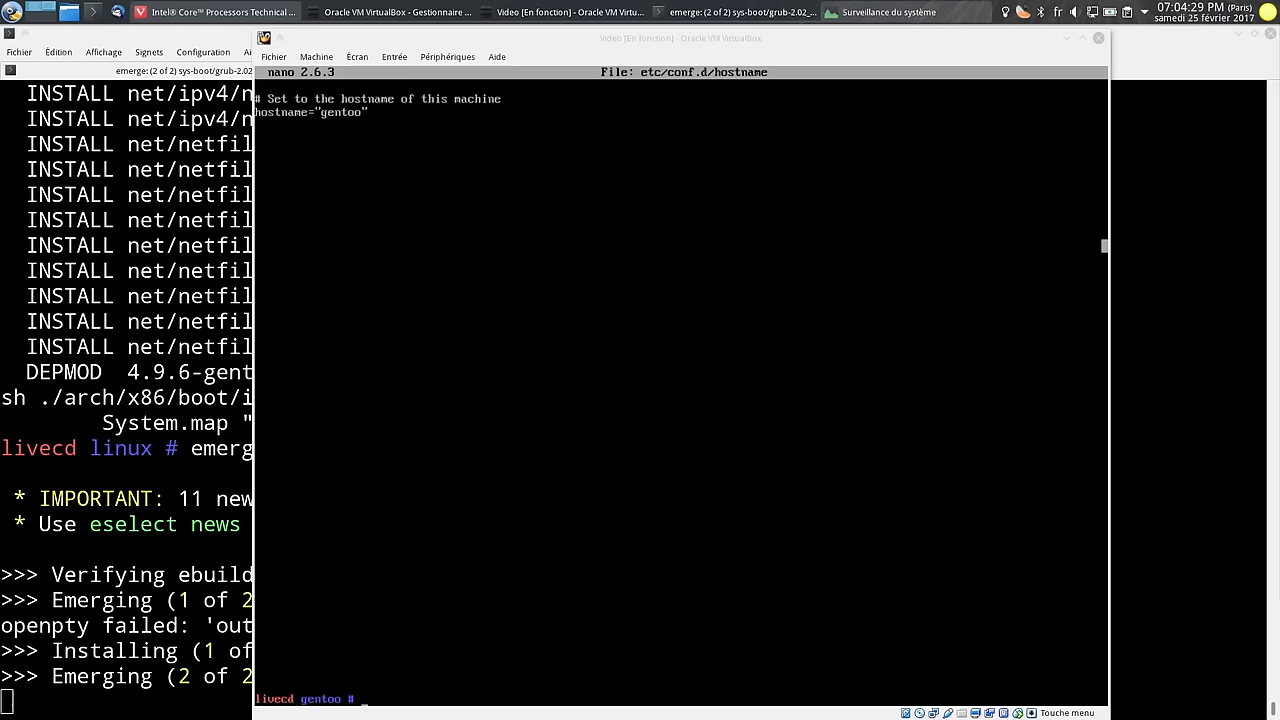 Intel® Core™ Processors Technical ...
Oracle VM VirtualBox - Gestionnaire ...
Video [En fonction] - Oracle VM Virtu...
emerge: (2 of 2) sys-boot/grub-2.02_...
Surveillance du système
fr
07:04:29 PM (Paris)
samedi 25 février 2017
Fichier Édition Affichage Signets Configuration Ai
Video [En fonction] - Oracle VM VirtualBox
Fichier Machine Écran Entrée Périphériques Aide
emerge: (2 of 2) sys-boot/grub-2.02
nano 2.6.3 File: etc/conf.d/hostname
# Set to the hostname of this machine
hostname="gentoo"
INSTALL net/ipv4/n
INSTALL net/ipv4/n
INSTALL net/netfil
INSTALL net/netfil
INSTALL net/netfil
INSTALL net/netfil
INSTALL net/netfil
INSTALL net/netfil
INSTALL net/netfil
INSTALL net/netfil
INSTALL net/netfil
DEPMOD 4.9.6-gent
sh ./arch/x86/boot/i
System.map "
livecd linux # emerg
* IMPORTANT: 11 new
* Use eselect news
>>> Verifying ebuild
>>> Emerging (1 of 2
openpty failed: 'out
>>> Installing (1 of
>>> Emerging (2 of 2
livecd gentoo #
Touche menu